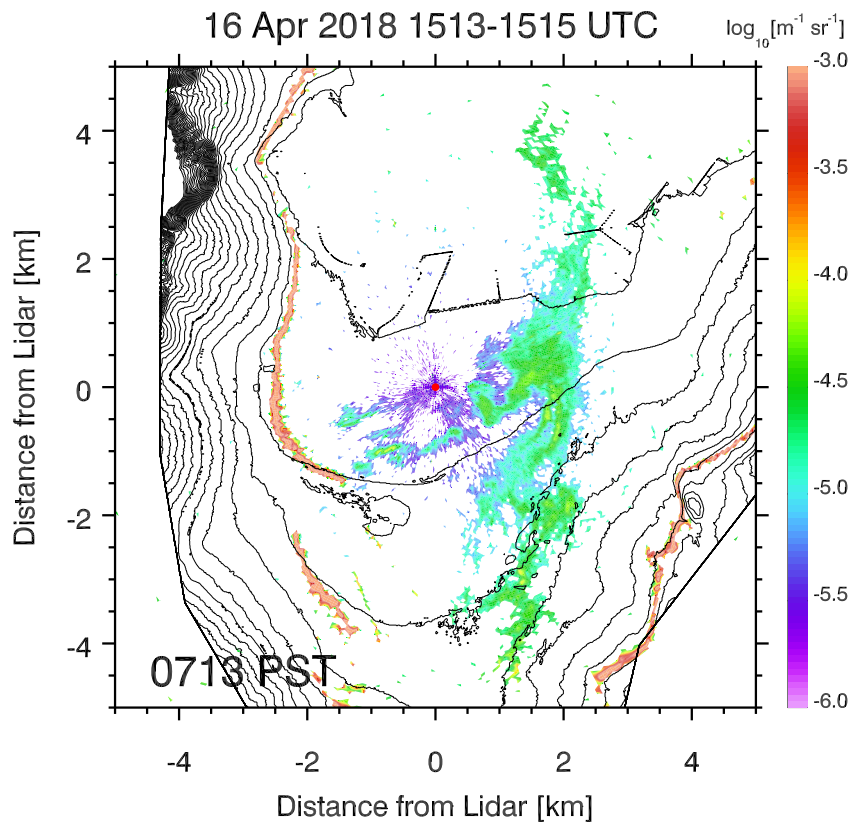 16 Apr 2018 1513-1515 UTC
log₁₀[m⁻¹ sr⁻¹]
-3.0
-3.5
-4.0
-4.5
-5.0
-5.5
-6.0
Distance from Lidar [km]
4
2
0
-2
-4
0713 PST
-4 -2 0 2 4
Distance from Lidar [km]